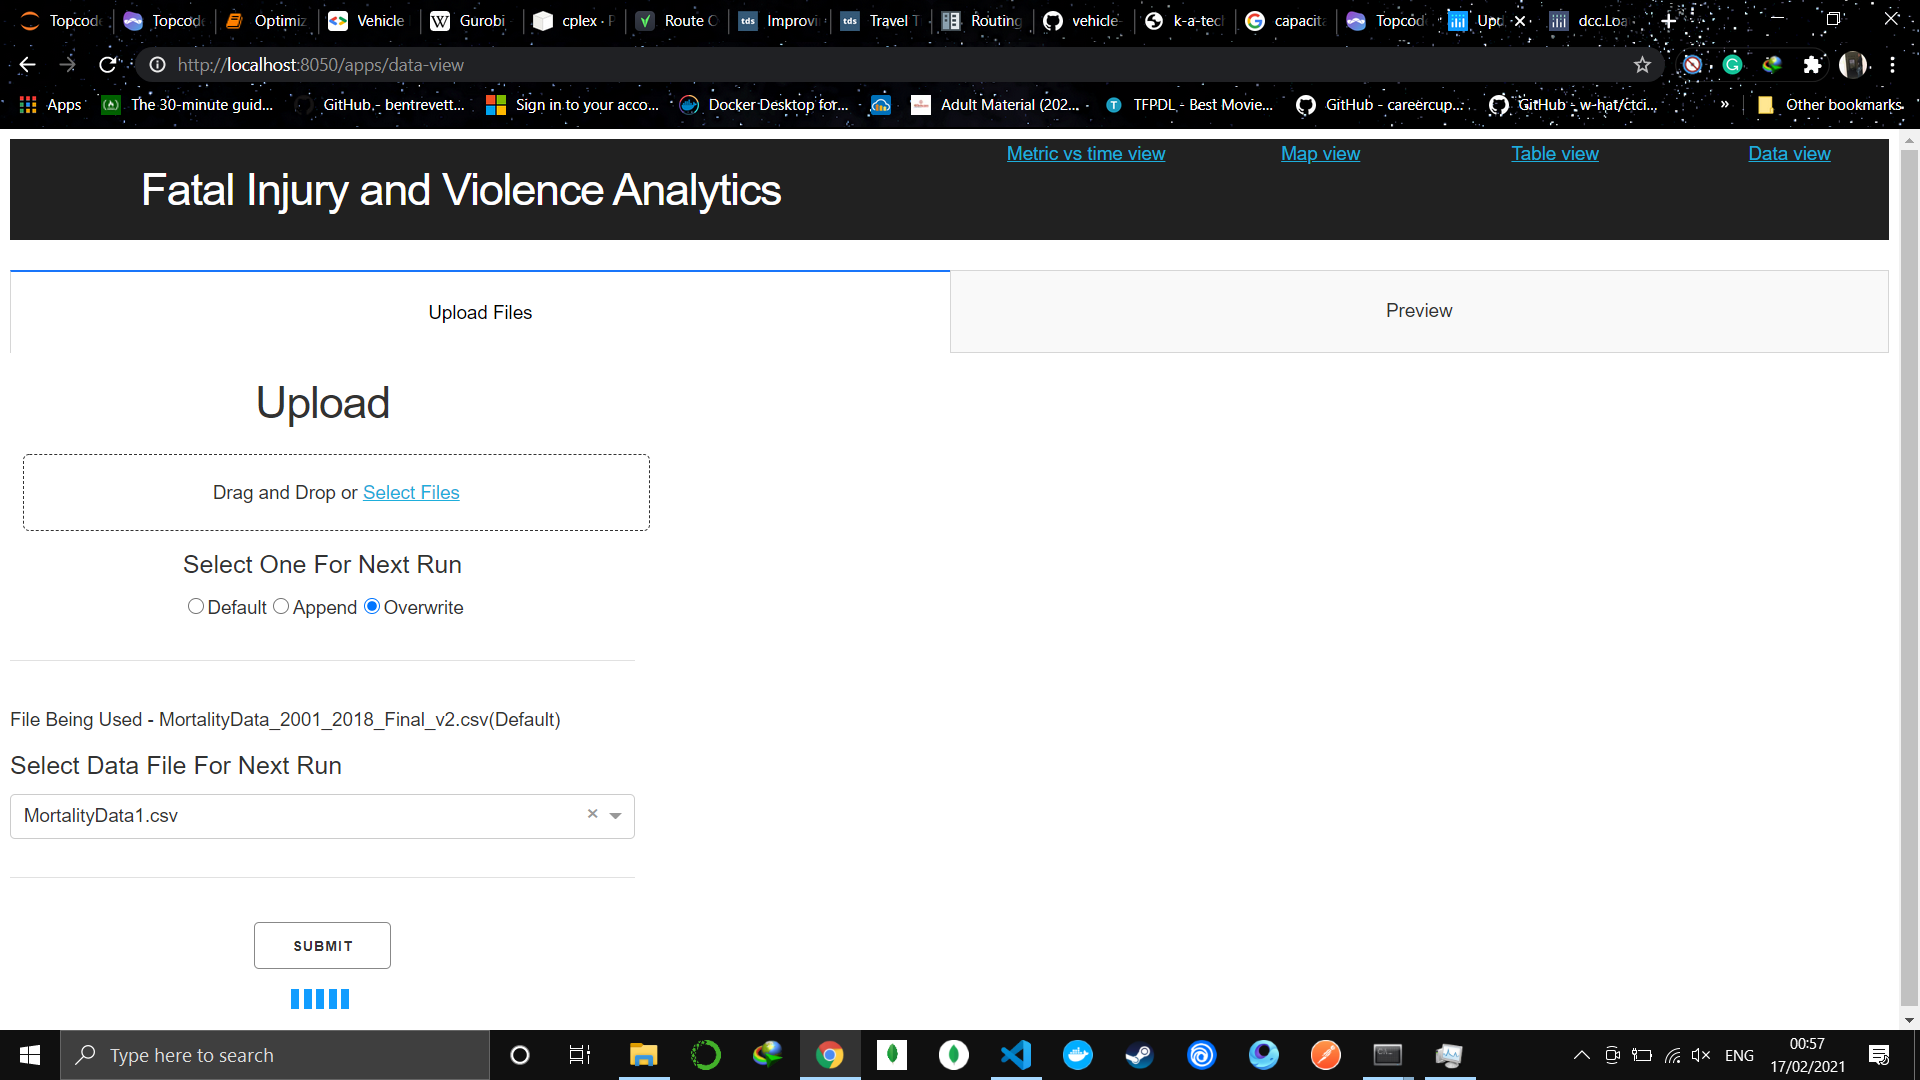 Topcod Topcod Optimiz Vehicle Gurobi cplex · P Route O Improvi Travel T Routing vehicle- k-a-tech capacita Topcod Upd dcc.Loa
http://localhost:8050/apps/data-view
Apps The 30-minute guid... GitHub - bentrevett... Sign in to your acco... Docker Desktop for... Adult Material (202... TFPDL - Best Movie... GitHub - careercup... GitHub - w-hat/ctci... » Other bookmarks
Metric vs time view Map view Table view Data view
Fatal Injury and Violence Analytics
Upload Files Preview
Upload
Drag and Drop or Select Files
Select One For Next Run
Default Append Overwrite
File Being Used - MortalityData_2001_2018_Final_v2.csv(Default)
Select Data File For Next Run
MortalityData1.csv
SUBMIT
Type here to search
ENG
00:57
17/02/2021